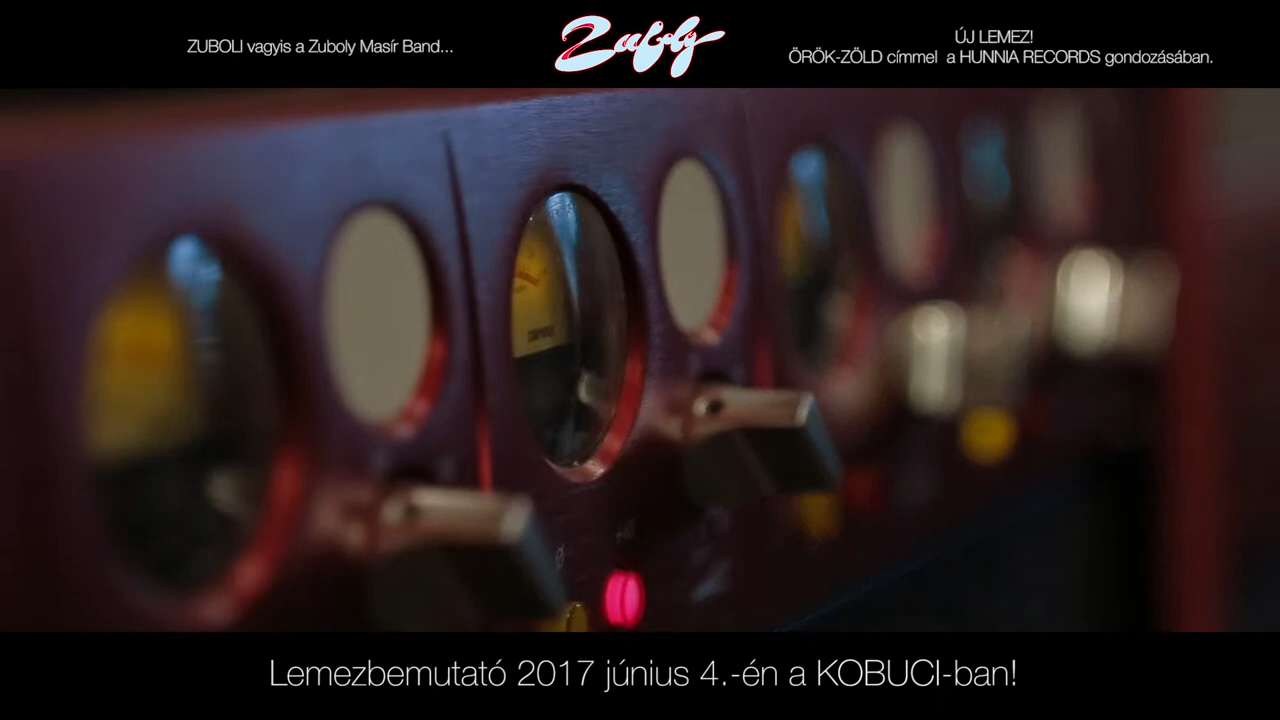 ZUBOLI vagyis a Zuboly Masír Band...
Zuboly
ÚJ LEMEZ!
ÖRÖK-ZÖLD címmel a HUNNIA RECORDS gondozásában.
Lemezbemutató 2017 június 4.-én a KOBUCI-ban!